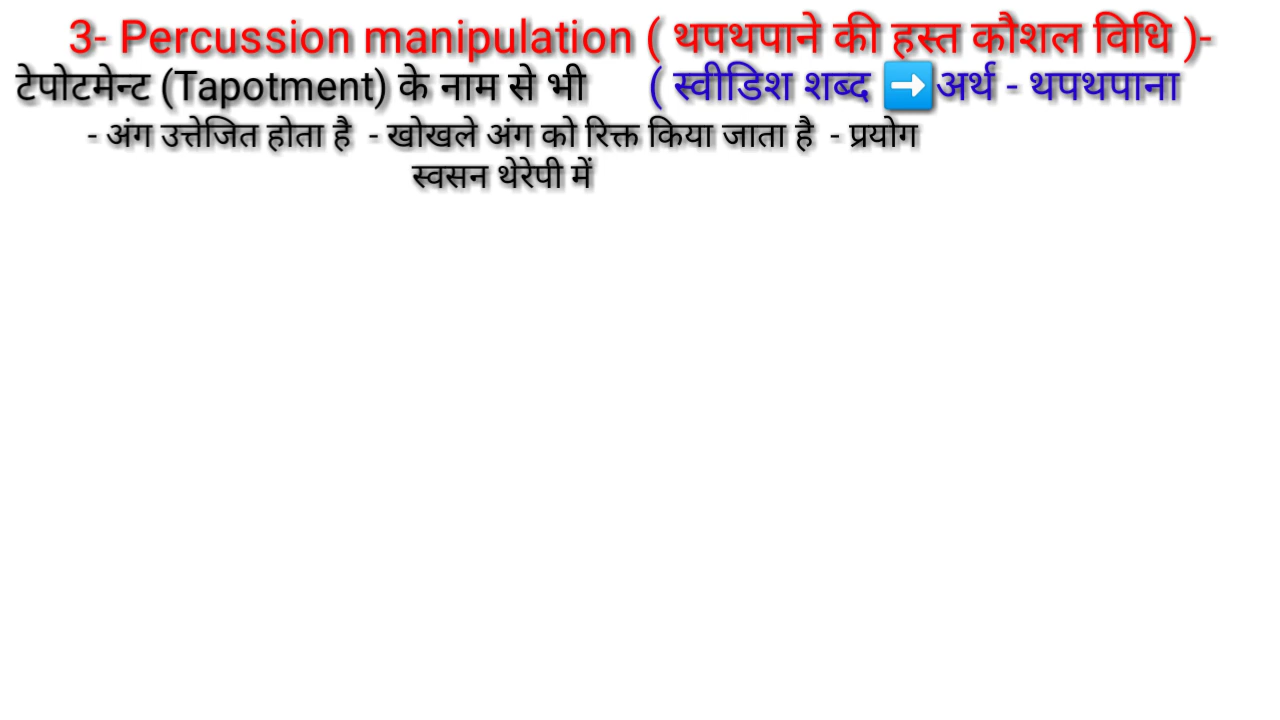 3- Percussion manipulation ( थपथपाने की हस्त कौशल विधि )-
टेपोटमेन्ट (Tapotment) के नाम से भी ( स्वीडिश शब्द ➡️अर्थ - थपथपाना
- अंग उत्तेजित होता है - खोखले अंग को रिक्त किया जाता है - प्रयोग
स्वसन थेरेपी में